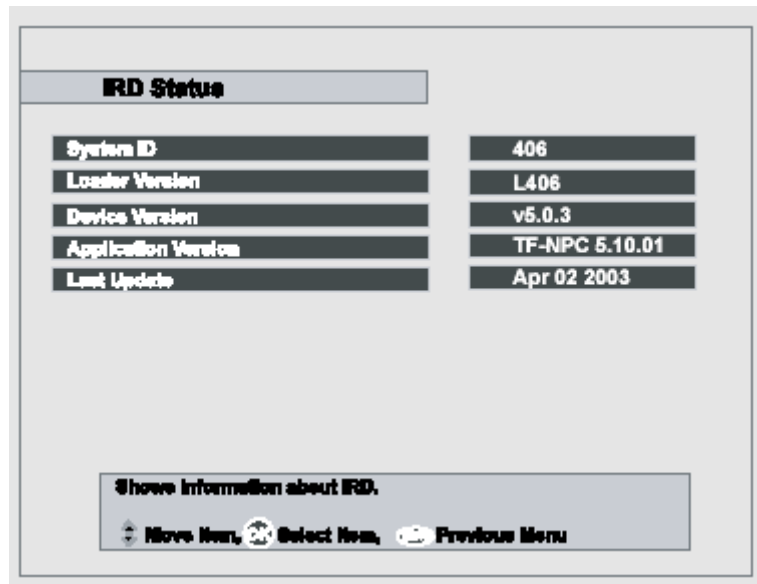 IRD Status
System ID 406
Loader Version L406
Device Version v5.0.3
Application Version TF-NPC 5.10.01
Last Update Apr 02 2003
Shows information about IRD.
Move Item, OK Select Item, Previous Menu